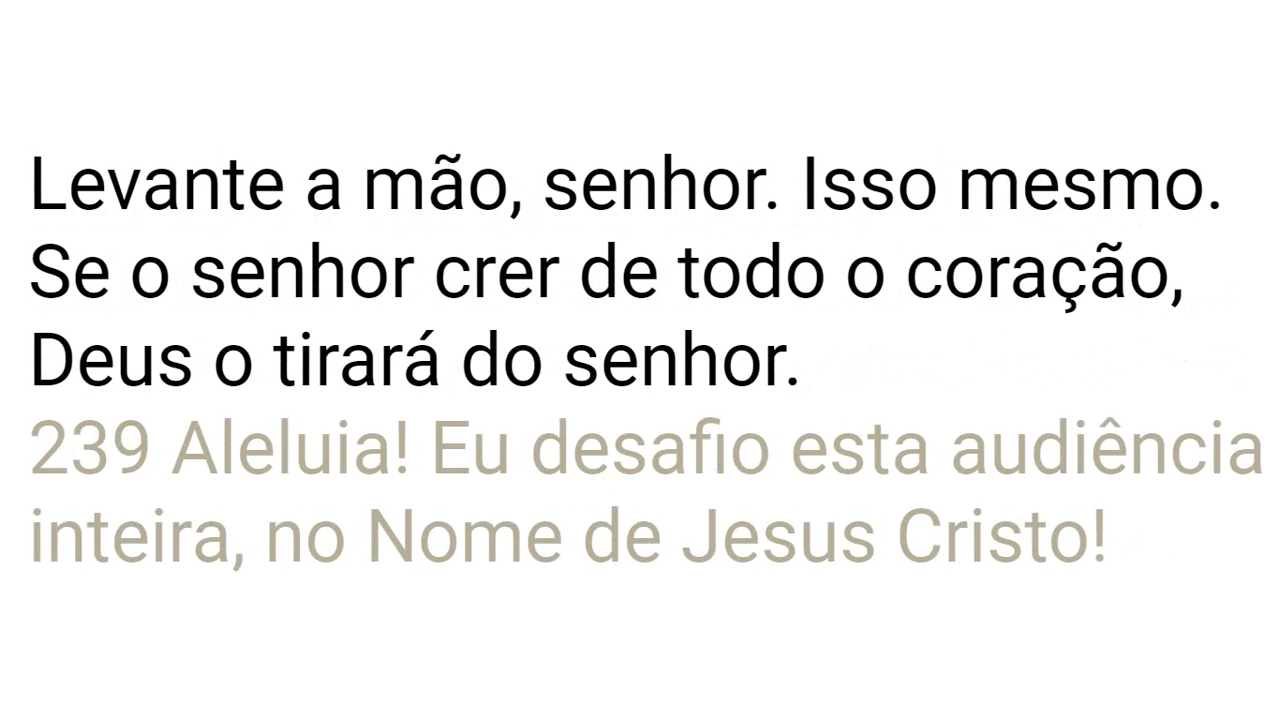 Levante a mão, senhor. Isso mesmo.
Se o senhor crer de todo o coração,
Deus o tirará do senhor.
239 Aleluia! Eu desafio esta audiência
inteira, no Nome de Jesus Cristo!